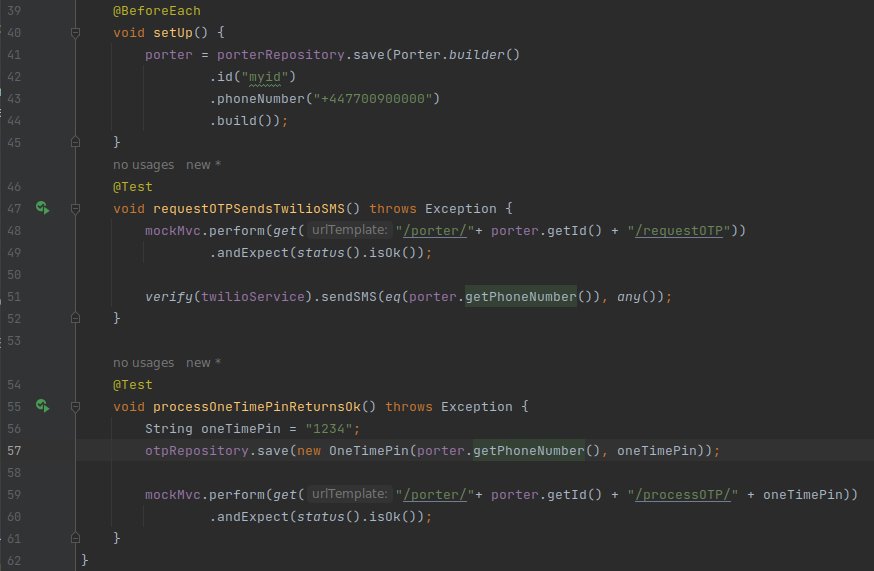 39 @BeforeEach
40 void setUp() {
41 porter = porterRepository.save(Porter.builder()
42 .id("myid")
43 .phoneNumber("+447700900000")
44 .build());
45 }
no usages new *
46 @Test
47 void requestOTPSendsTwilioSMS() throws Exception {
48 mockMvc.perform(get( urlTemplate: "/porter/"+ porter.getId() + "/requestOTP"))
49 .andExpect(status().isOk());
50
51 verify(twilioService).sendSMS(eq(porter.getPhoneNumber()), any());
52 }
53
no usages new *
54 @Test
55 void processOneTimePinReturnsOk() throws Exception {
56 String oneTimePin = "1234";
57 otpRepository.save(new OneTimePin(porter.getPhoneNumber(), oneTimePin));
58
59 mockMvc.perform(get( urlTemplate: "/porter/"+ porter.getId() + "/processOTP/" + oneTimePin))
60 .andExpect(status().isOk());
61 }
62 }